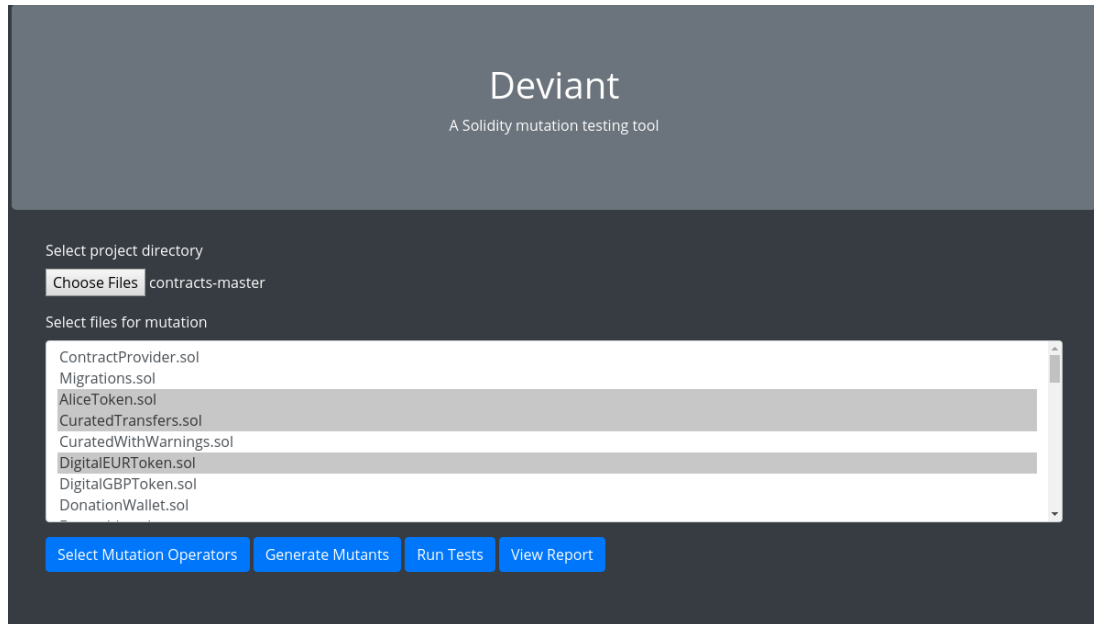 Deviant
A Solidity mutation testing tool
Select project directory
Choose Files contracts-master
Select files for mutation
ContractProvider.sol
Migrations.sol
AliceToken.sol
CuratedTransfers.sol
CuratedWithWarnings.sol
DigitalEURToken.sol
DigitalGBPToken.sol
DonationWallet.sol
Select Mutation Operators Generate Mutants Run Tests View Report